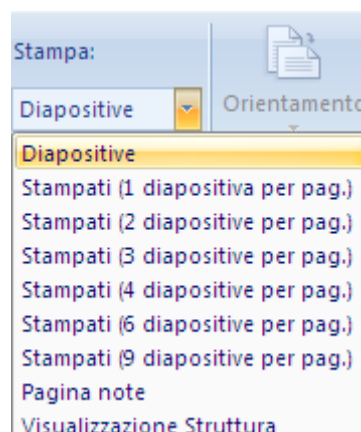 Stampa:
Diapositive
Orientamento
Diapositive
Stampati (1 diapositiva per pag.)
Stampati (2 diapositive per pag.)
Stampati (3 diapositive per pag.)
Stampati (4 diapositive per pag.)
Stampati (6 diapositive per pag.)
Stampati (9 diapositive per pag.)
Pagina note
Visualizzazione Struttura